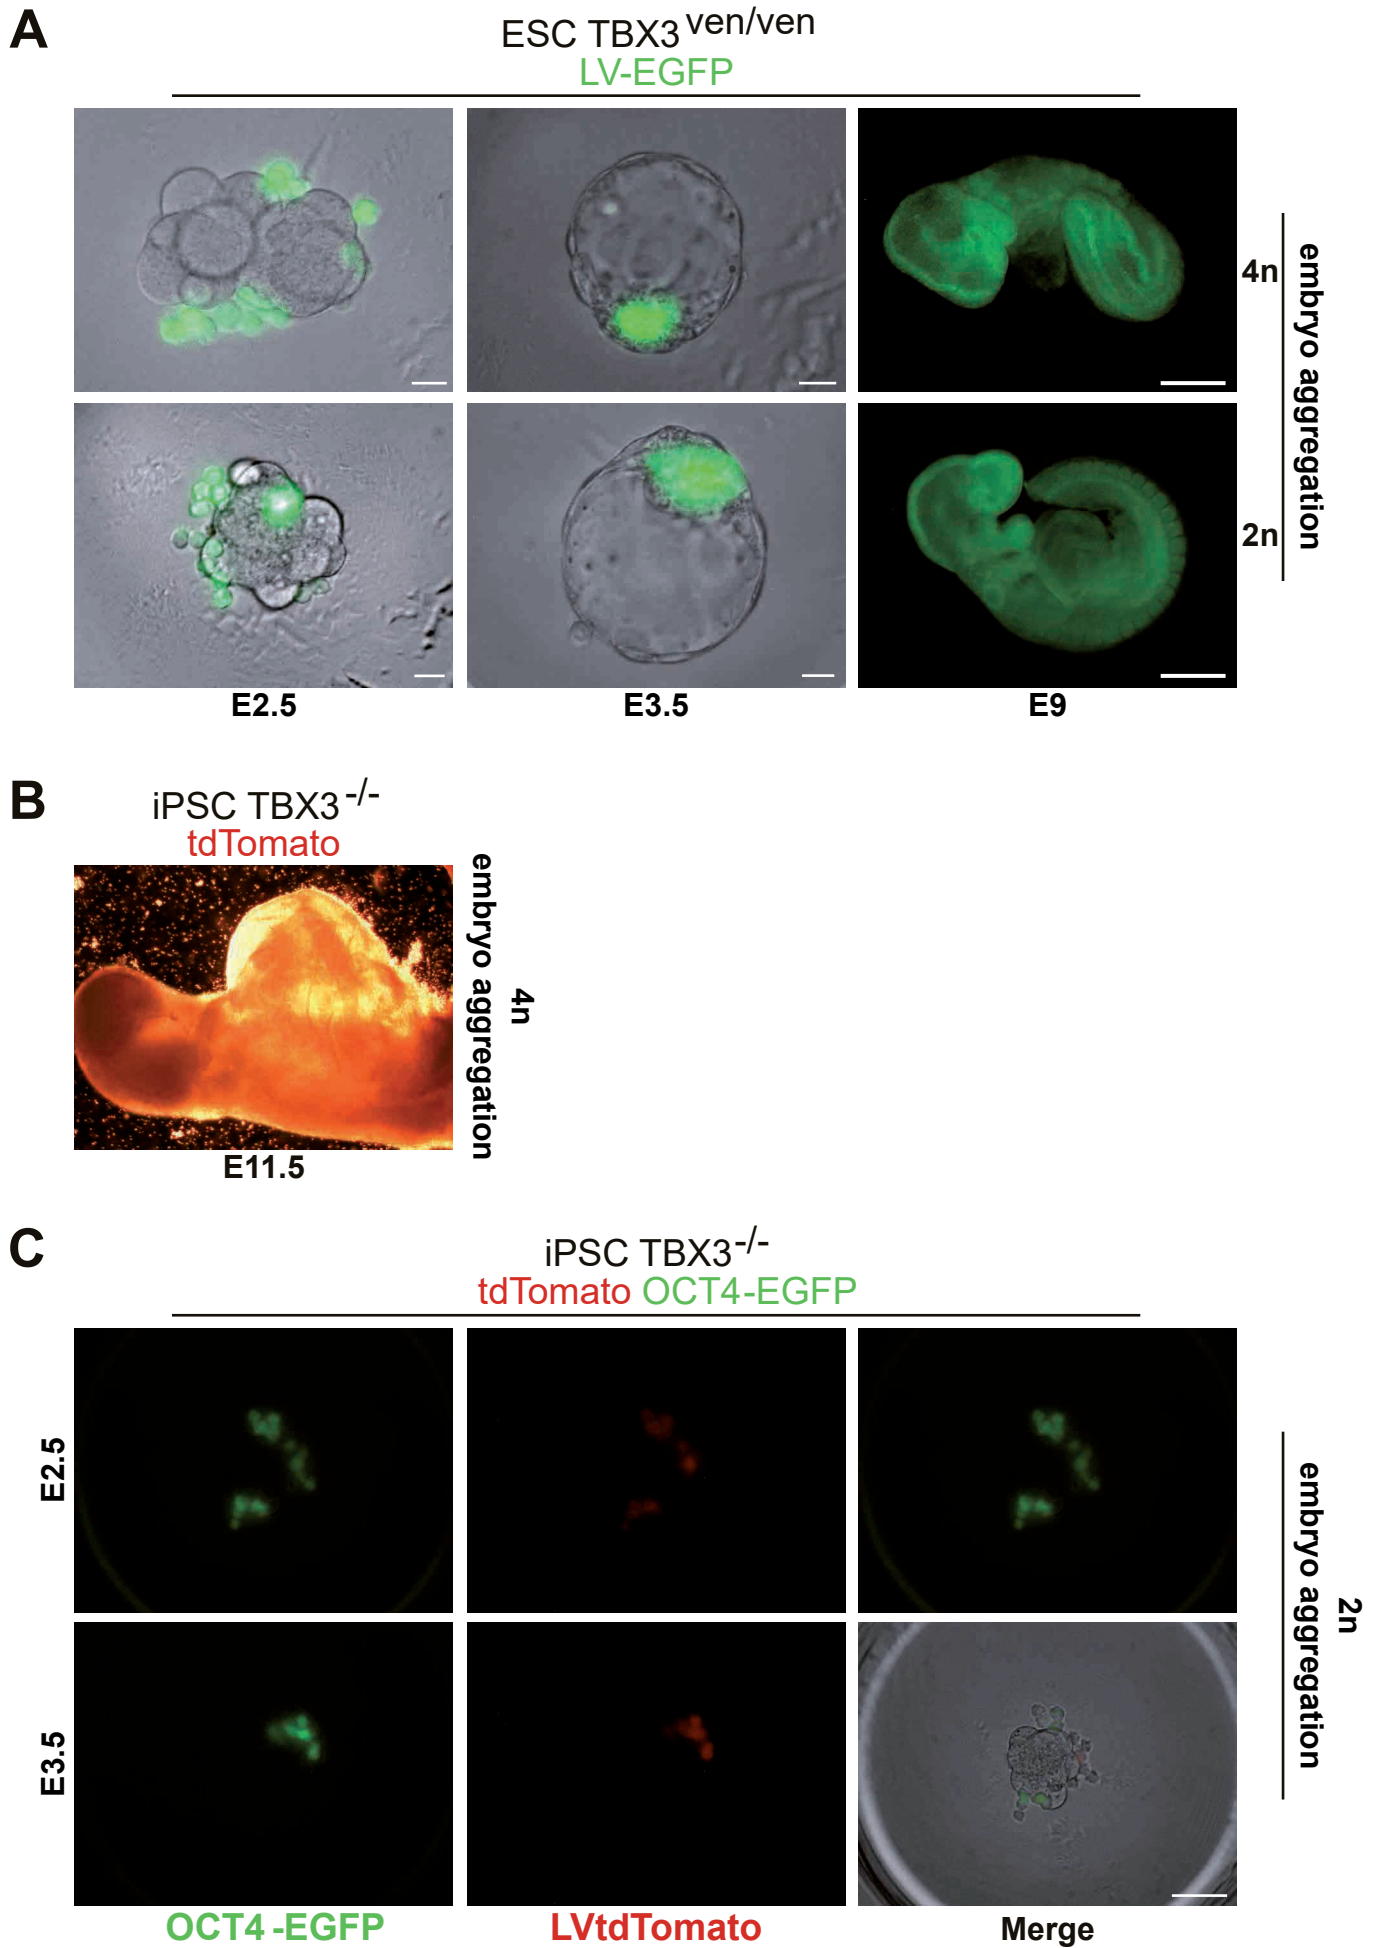 A
ESC TBX3ven/ven
LV-EGFP
4n
2n
embryo aggregation
E2.5
E3.5
E9
B
iPSC TBX3-/-
tdTomato
4n
embryo aggregation
E11.5
C
iPSC TBX3-/-
tdTomato OCT4-EGFP
E2.5
E3.5
2n
embryo aggregation
OCT4-EGFP
LVtdTomato
Merge